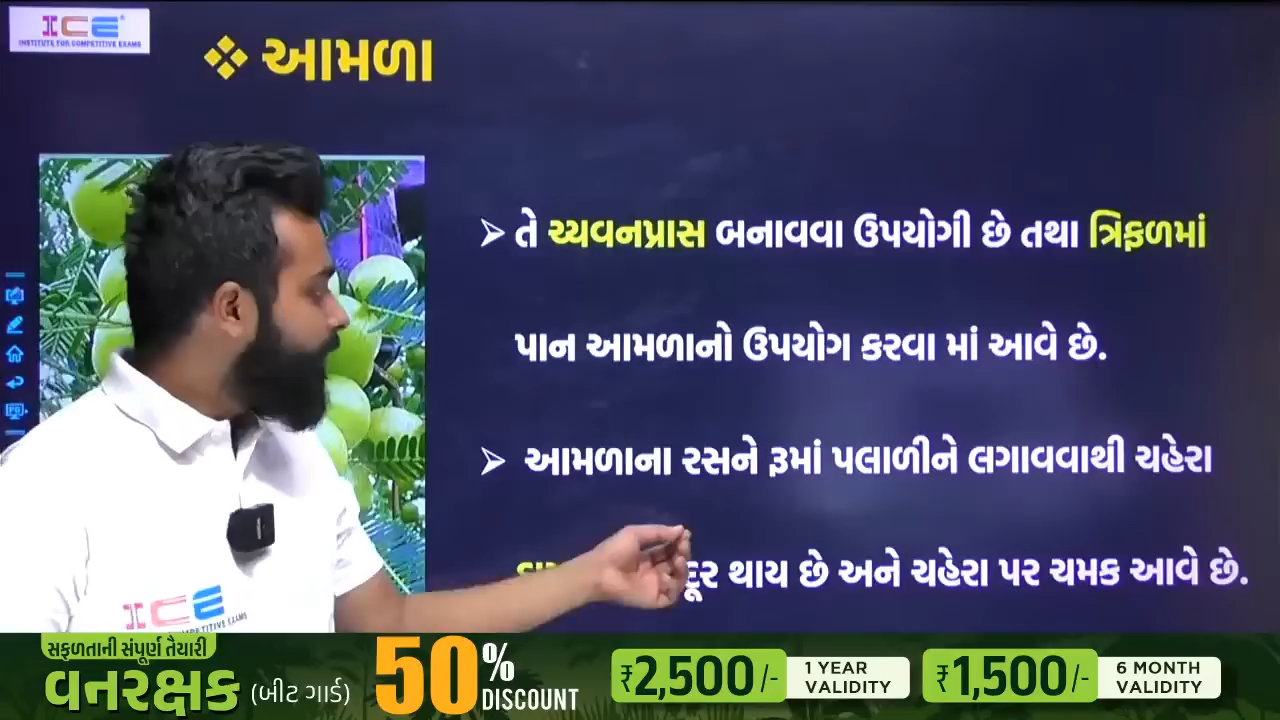 ICE
INSTITUTE FOR COMPETITIVE EXAMS
❖ આમળા
➢ તે ચ્યવનપ્રાસ બનાવવા ઉપયોગી છે તથા ત્રિફળમાં
પાન આમળાનો ઉપયોગ કરવા માં આવે છે.
➢ આમળાના રસને રૂમાં પલાળીને લગાવવાથી ચહેરા
દૂર થાય છે અને ચહેરા પર ચમક આવે છે.
ICE
સફળતાની સંપૂર્ણ તૈયારી
વનરક્ષક (બીટ ગાર્ડ)
50% DISCOUNT
₹2,500/- 1 YEAR VALIDITY
₹1,500/- 6 MONTH VALIDITY